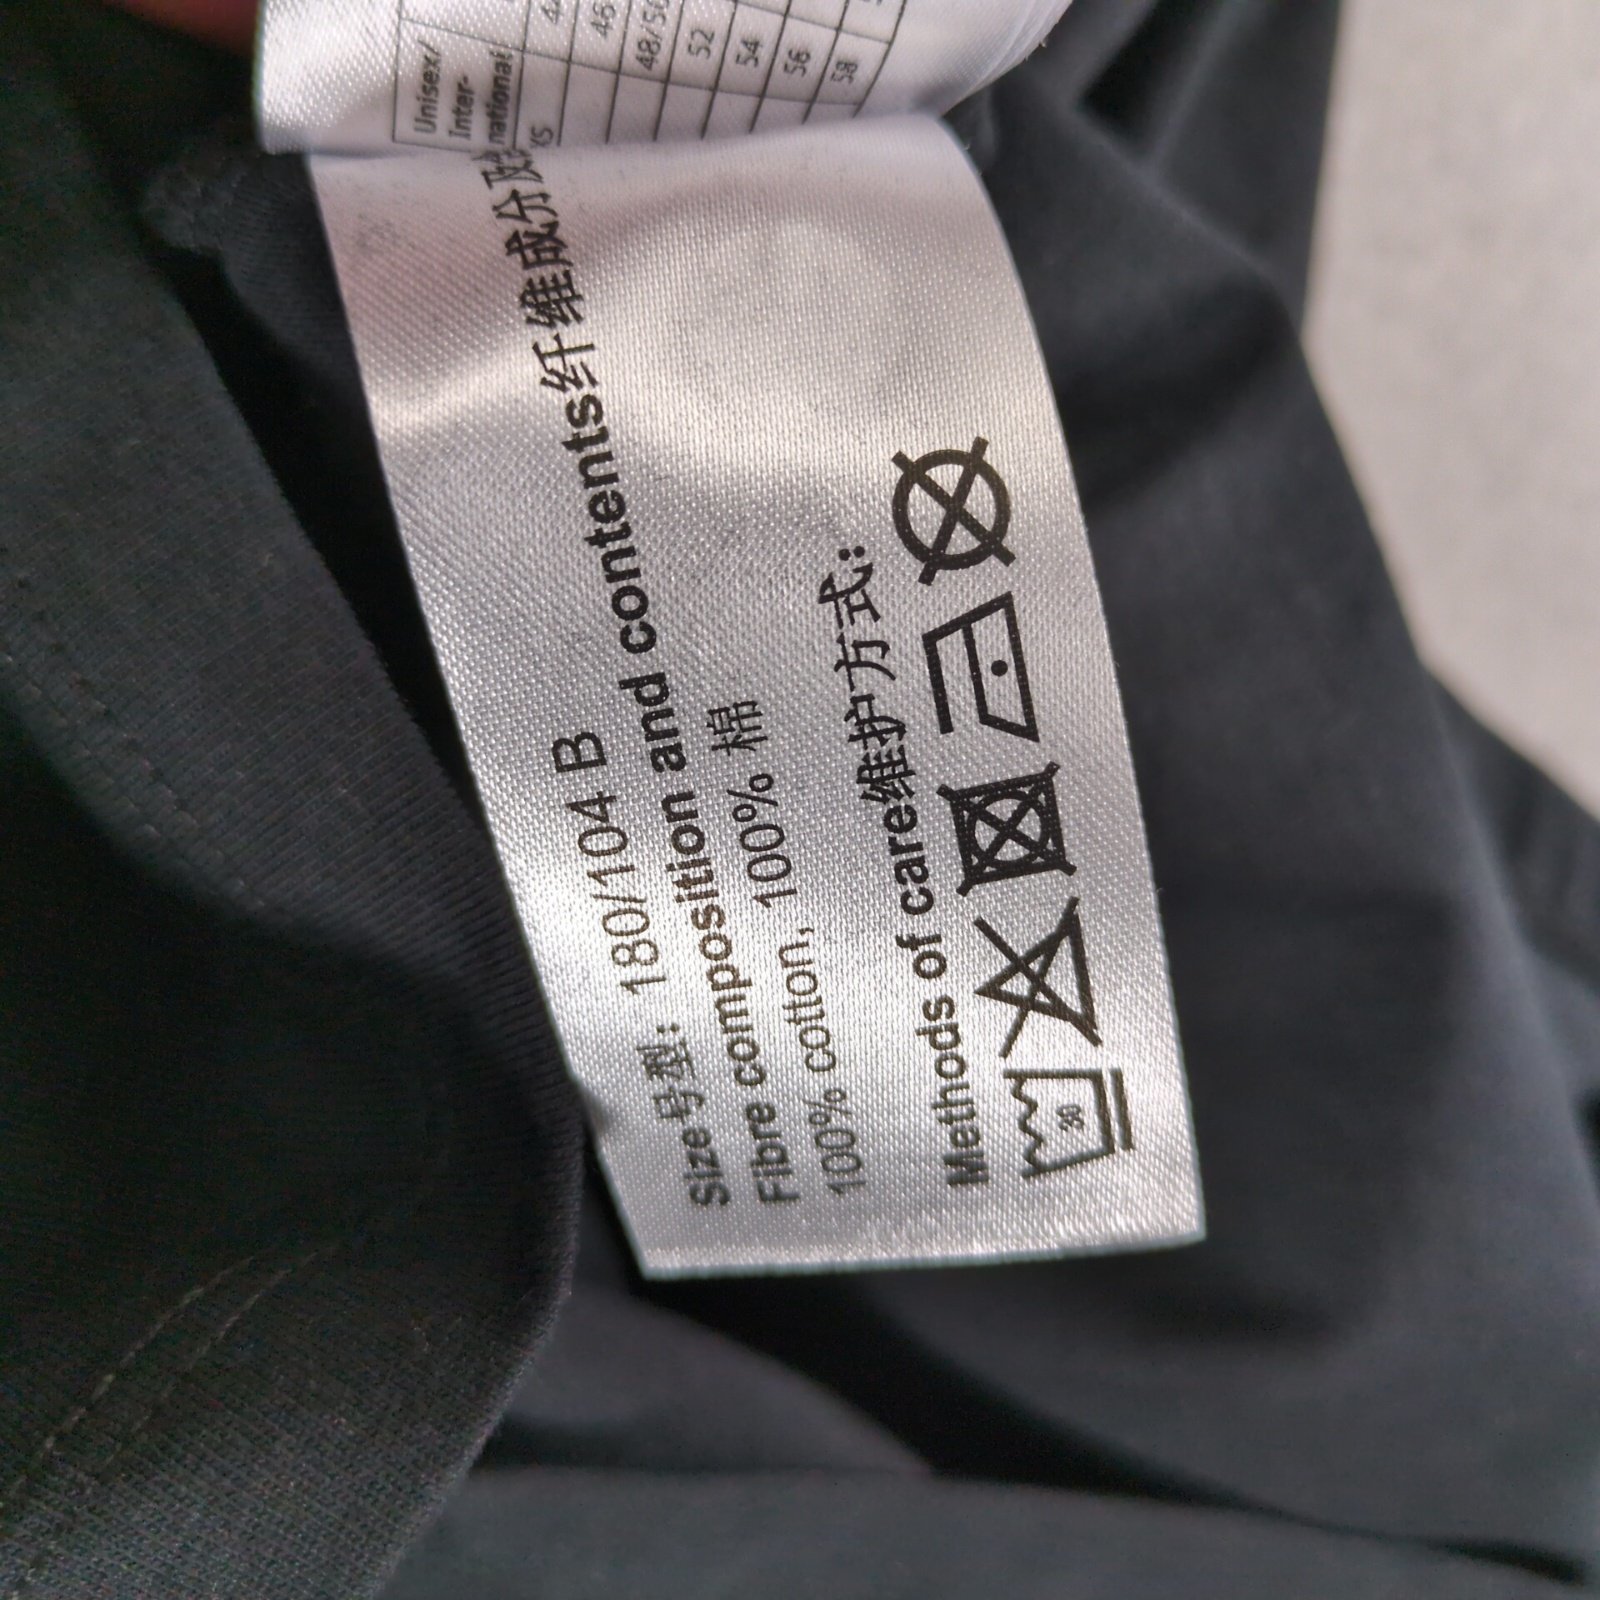 Unisex/
Inter-
national
XS
44
46
48/50
52
54
56
58
Size号型：180/104 B
Fibre composition and contents纤维成分及
100% cotton, 100% 棉
Methods of care维护方式:
30